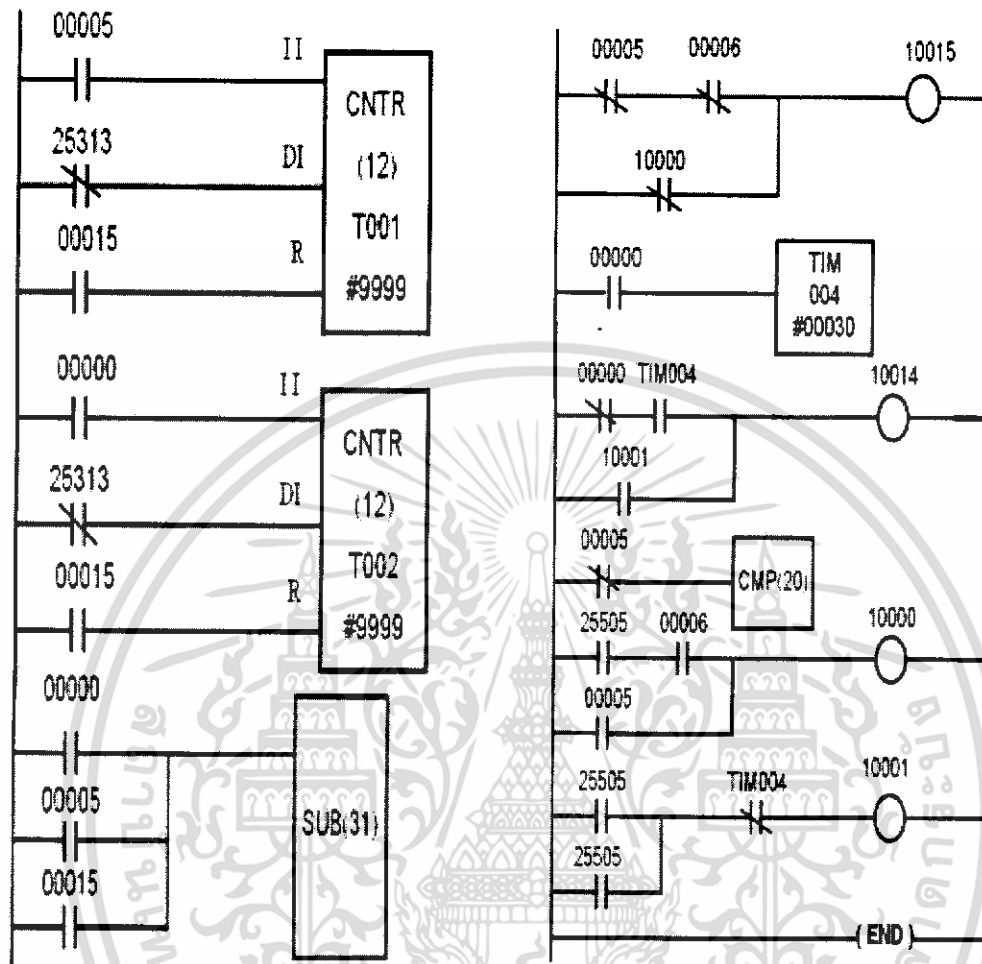 00005
II
25313
DI
00015
R
CNTR
(12)
T001
#9999
00000
II
25313
DI
00015
R
CNTR
(12)
T002
#9999
00000
00005
00015
SUB(31)
00005 00006 10015
10000
00000
TIM
004
#00030
00000 TIM004 10014
10001
00005
CMP(20)
25505 00006 10000
00005
25505 TIM004 10001
25505
(END)